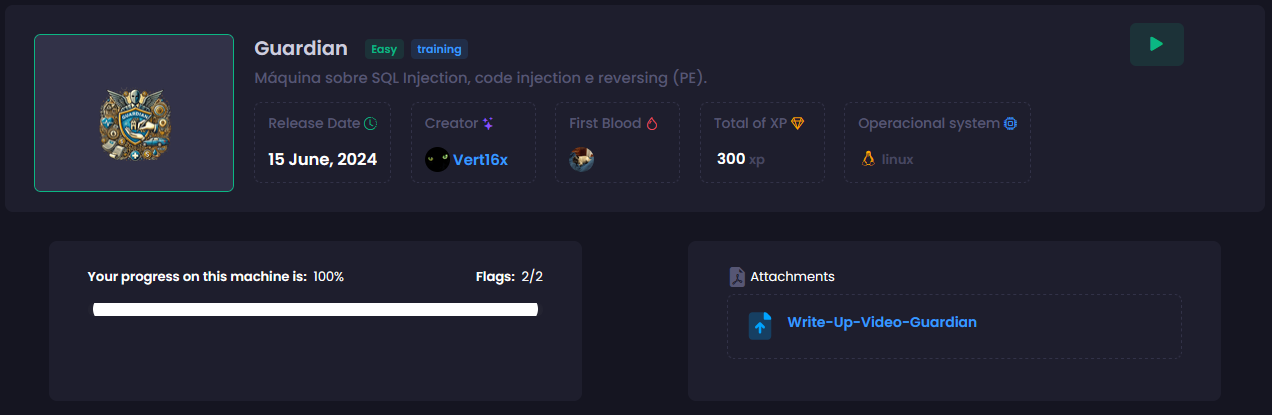 Guardian Easy training
Máquina sobre SQL Injection, code injection e reversing (PE).
Release Date Creator First Blood Total of XP Operacional system
15 June, 2024 Vert16x 300 xp linux
Your progress on this machine is: 100% Flags: 2/2
Attachments
Write-Up-Video-Guardian
GUARDIAN